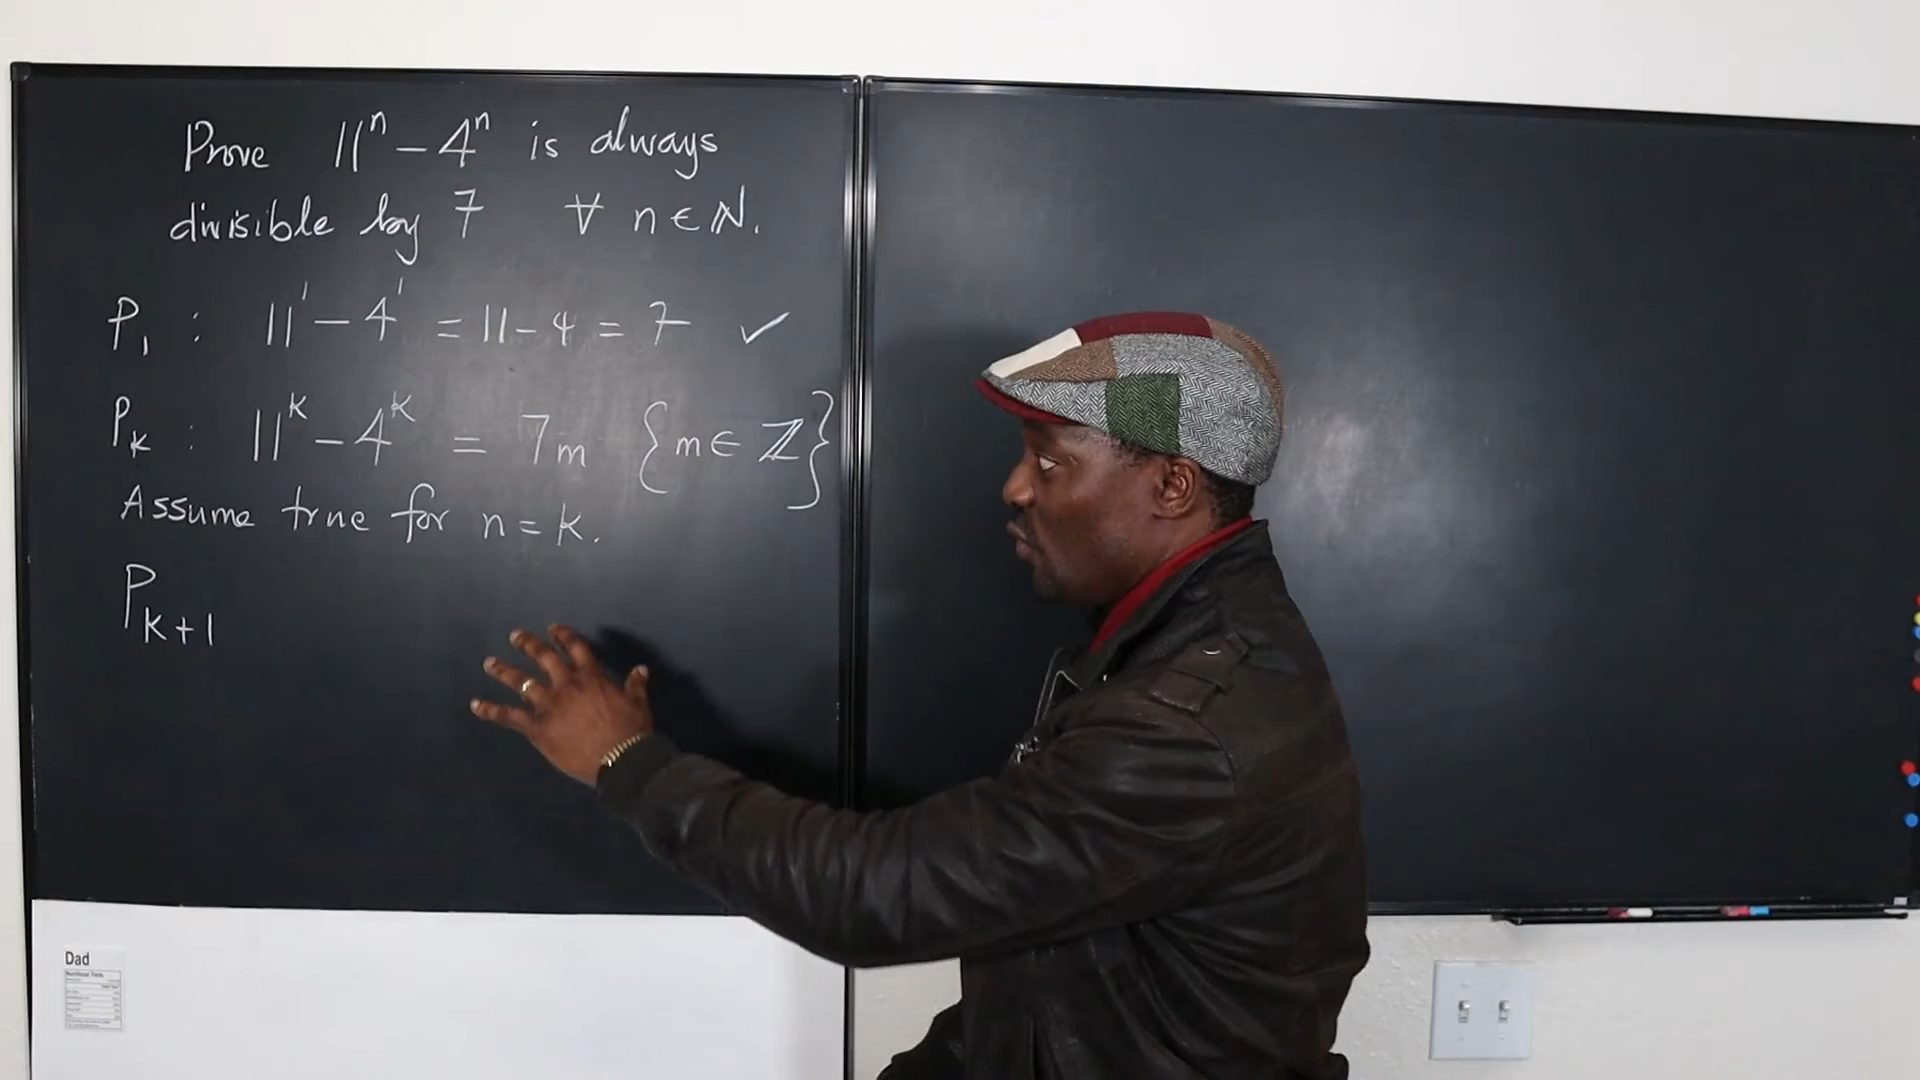 Prove 11ⁿ – 4ⁿ is always
divisible by 7 ∀ n ∈ ℕ.
P₁ : 11¹ – 4¹ = 11 – 4 = 7 ✓
Pₖ : 11ᵏ – 4ᵏ = 7m {m ∈ ℤ}
Assume true for n = k.
Pₖ₊₁
Dad